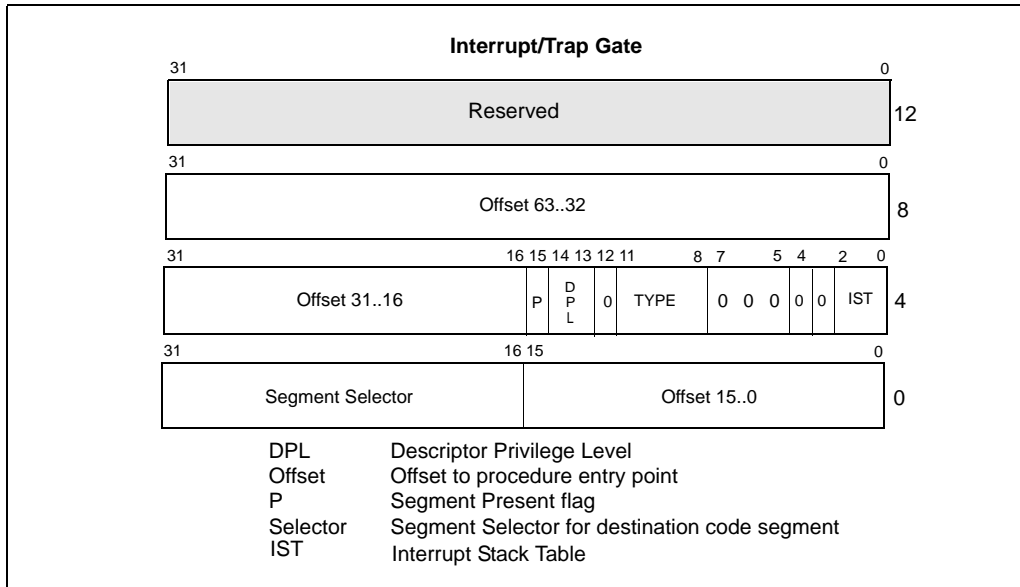 Interrupt/Trap Gate
31 0
Reserved 12
31 0
Offset 63..32 8
31 16 15 14 13 12 11 8 7 5 4 2 0
Offset 31..16 P DPL 0 TYPE 0 0 0 0 0 IST 4
31 16 15 0
Segment Selector Offset 15..0 0
DPL Descriptor Privilege Level
Offset Offset to procedure entry point
P Segment Present flag
Selector Segment Selector for destination code segment
IST Interrupt Stack Table